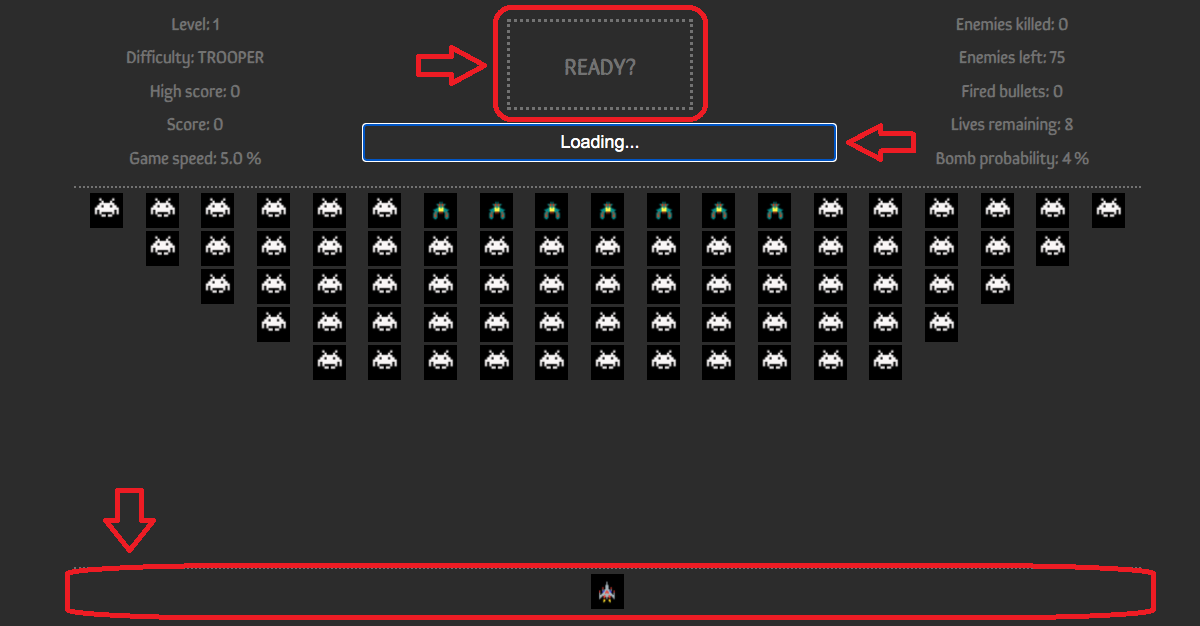 Level: 1
Difficulty: TROOPER
High score: 0
Score: 0
Game speed: 5.0 %
READY?
Loading...
Enemies killed: 0
Enemies left: 75
Fired bullets: 0
Lives remaining: 8
Bomb probability: 4 %